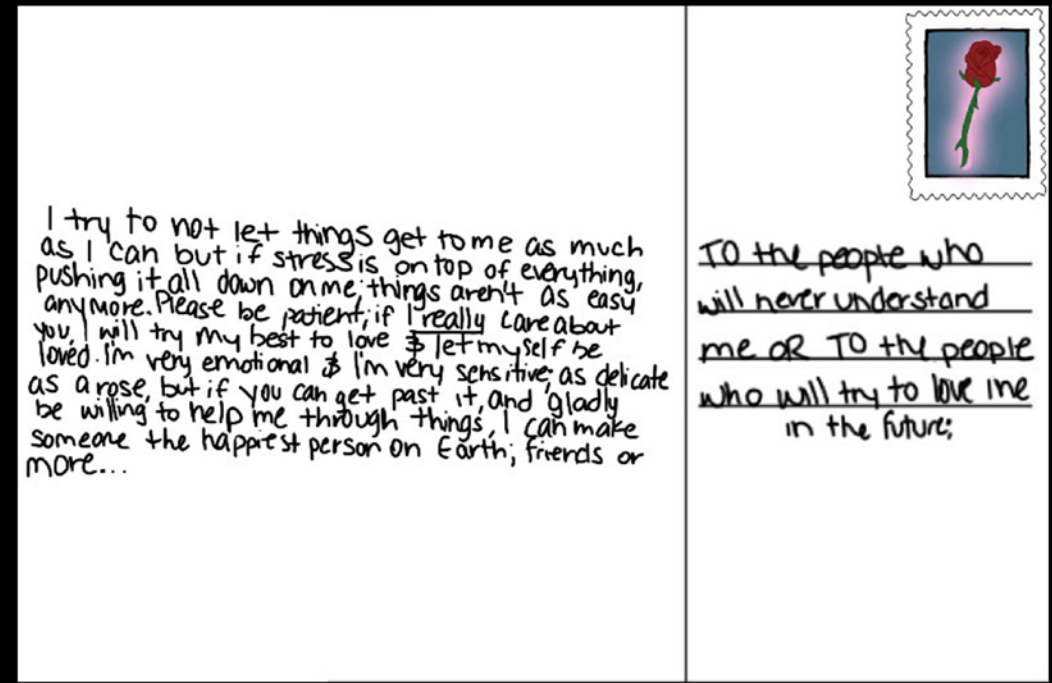 I try to not let things get to me as much
as I can but if stress is on top of everything,
pushing it all down on me; things aren't as easy
anymore. Please be patient; if I really care about
you, I will try my best to love & let myself be
loved. I'm very emotional & I'm very sensitive; as delicate
as a rose, but if you can get past it, and gladly
be willing to help me through things, I can make
someone the happiest person on Earth; friends or
more...
TO the people who
will never understand
me OR TO the people
who will try to love me
in the future;